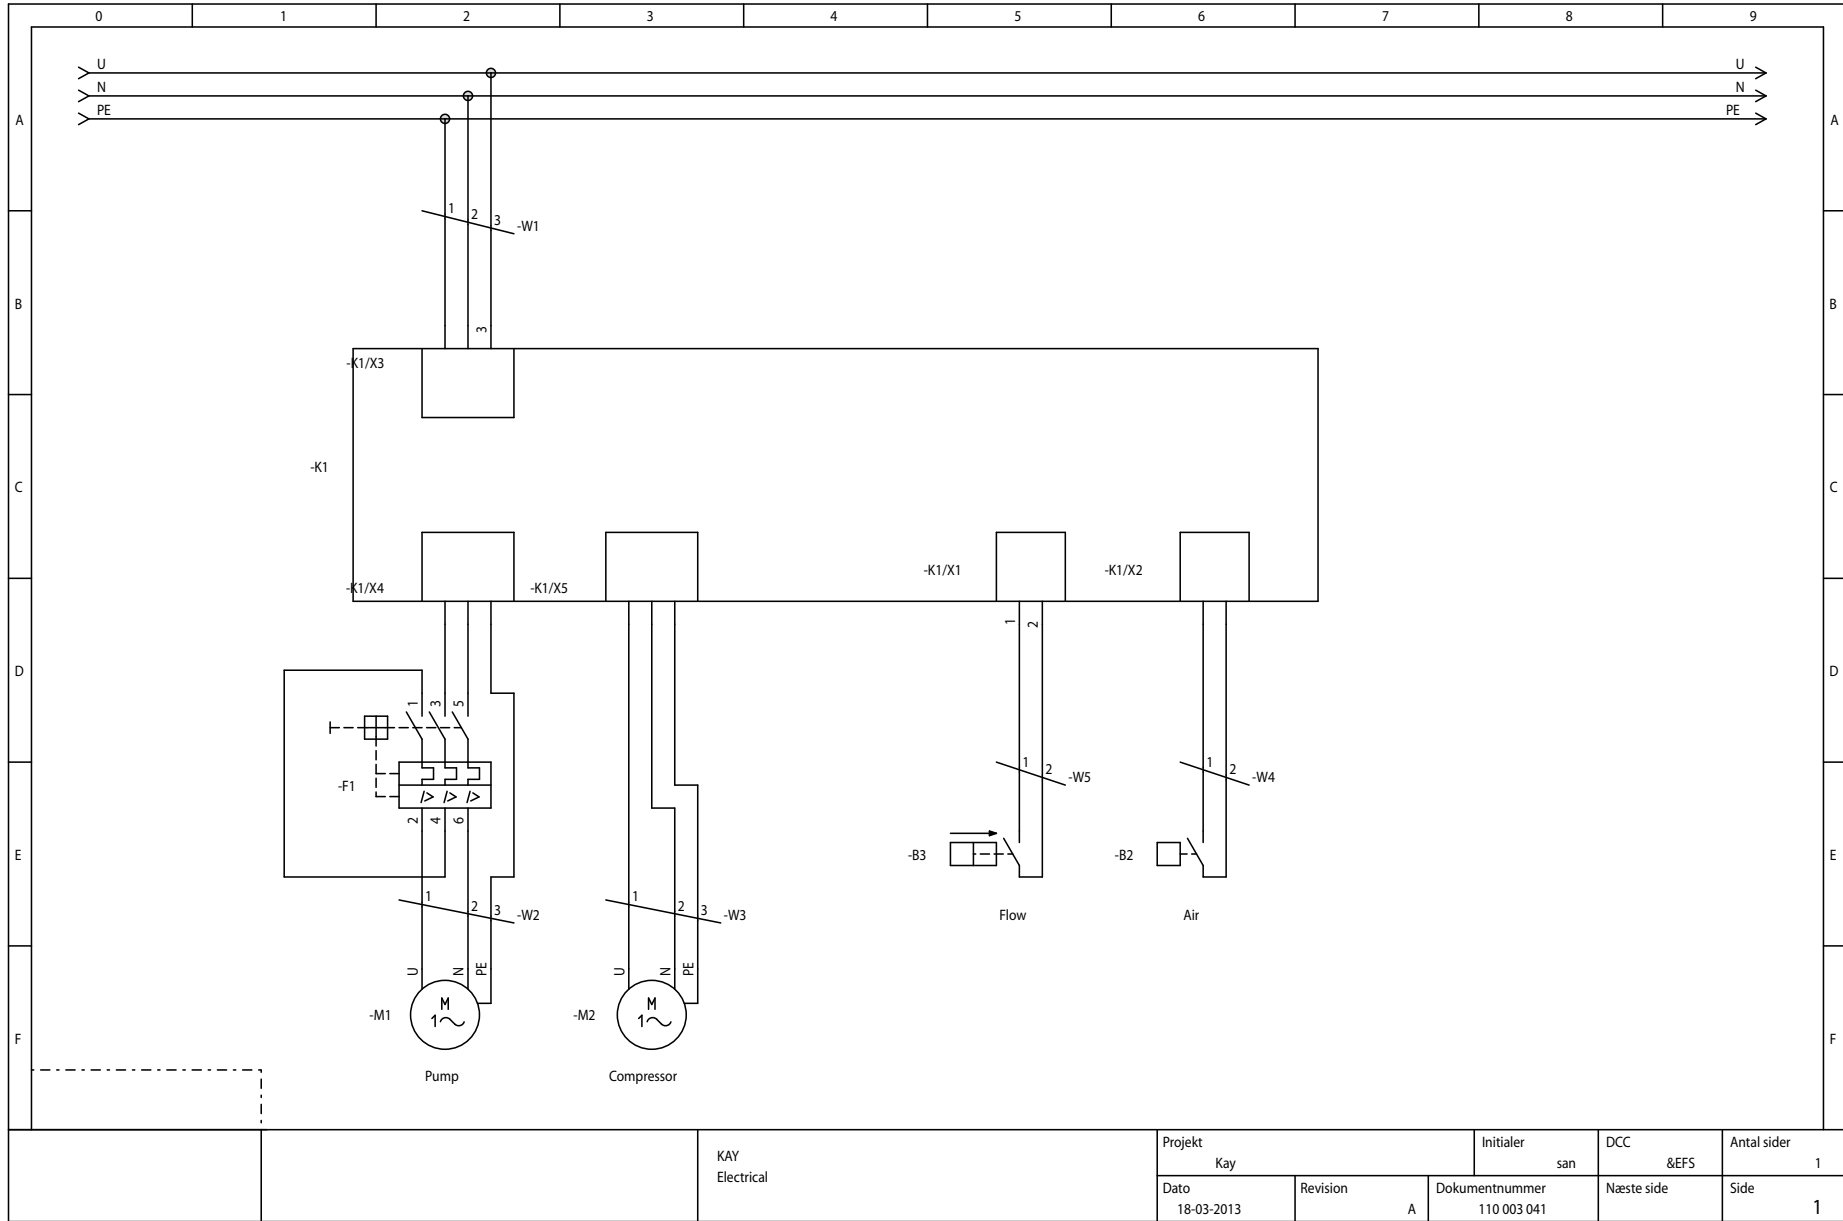 0 1 2 3 4 5 6 7 8 9
U U
N N
PE PE
A A
1 2 3 -W1
B B
3
-K1/X3
-K1
C C
-K1/X4 -K1/X5 -K1/X1 -K1/X2
1 2
D D
1 3 5
-F1
2 4 6
1 2 -W5
1 2 -W4
E E
-B3 -B2
Flow Air
1 2 3 -W2
1 2 3 -W3
U N PE U N PE
-M1 M 1 -M2 M 1
F F
Pump Compressor
KAY
Electrical
Projekt Initialer DCC Antal sider
Kay san &EFS 1
Dato Revision Dokumentnummer Næste side Side
18-03-2013 A 110 003 041 1